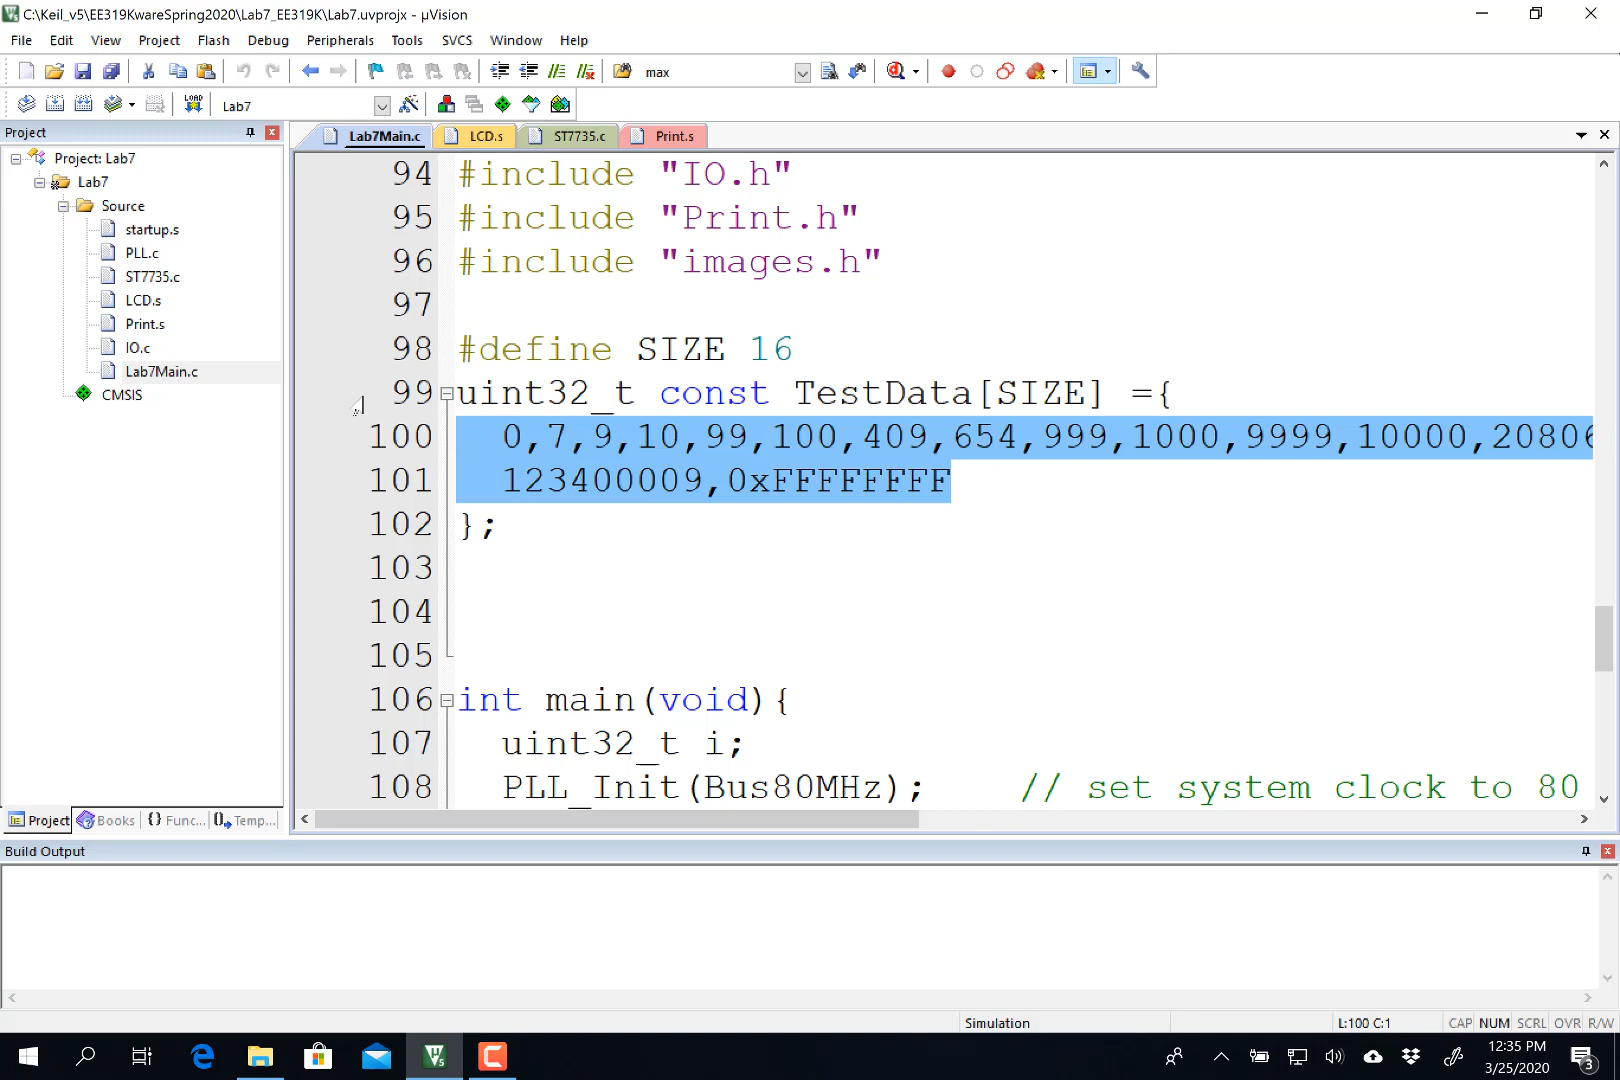 C:\Keil_v5\EE319KwareSpring2020\Lab7_EE319K\Lab7.uvprojx - µVision
File Edit View Project Flash Debug Peripherals Tools SVCS Window Help
max
LOAD Lab7
Project
Project: Lab7
Lab7
Source
startup.s
PLL.c
ST7735.c
LCD.s
Print.s
IO.c
Lab7Main.c
CMSIS
Project Books {} Func... Temp...
Lab7Main.c LCD.s ST7735.c Print.s
94 #include "IO.h"
95 #include "Print.h"
96 #include "images.h"
97
98 #define SIZE 16
99 uint32_t const TestData[SIZE] ={
100 0,7,9,10,99,100,409,654,999,1000,9999,10000,20806
101 123400009,0xFFFFFFFF
102 };
103
104
105
106 int main(void){
107 uint32_t i;
108 PLL_Init(Bus80MHz); // set system clock to 80
Build Output
Simulation L:100 C:1 CAP NUM SCRL OVR R/W
12:35 PM
3/25/2020
3